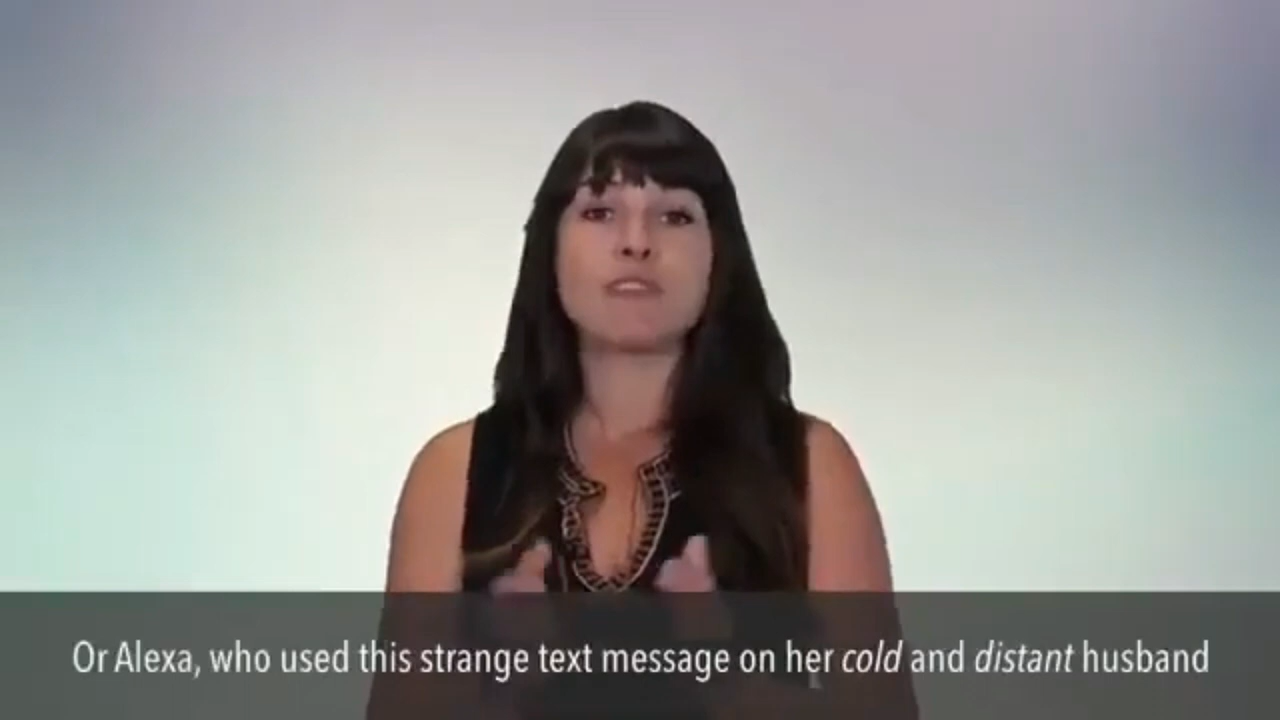 Or Alexa, who used this strange text message on her cold and distant husband